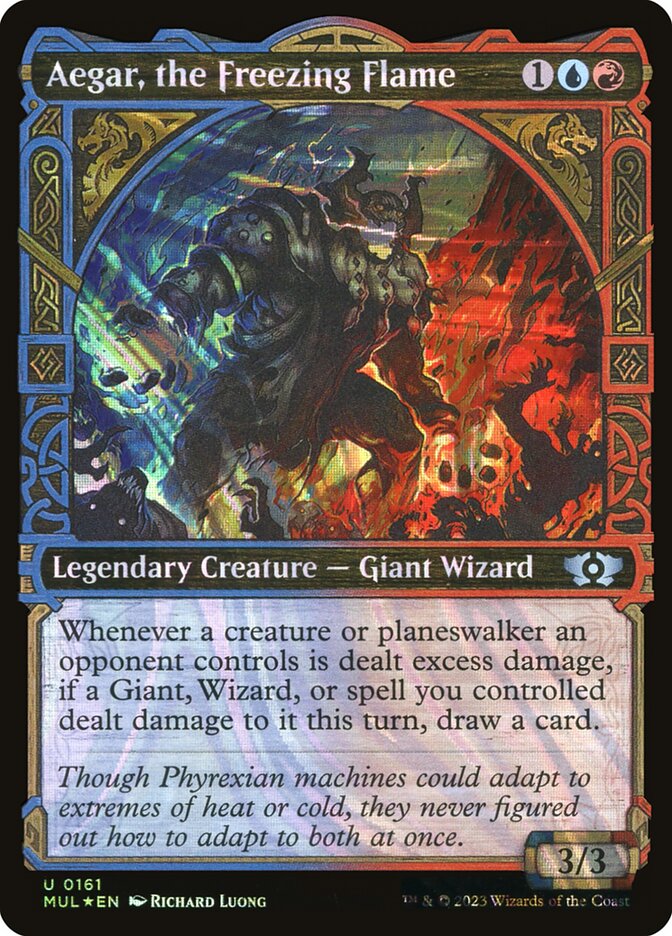 Aegar, the Freezing Flame
1
Legendary Creature — Giant Wizard
Whenever a creature or planeswalker an
opponent controls is dealt excess damage,
if a Giant, Wizard, or spell you controlled
dealt damage to it this turn, draw a card.
Though Phyrexian machines could adapt to
extremes of heat or cold, they never figured
out how to adapt to both at once.
3/3
U 0161
MUL★EN RICHARD LUONG
™ & © 2023 Wizards of the Coast